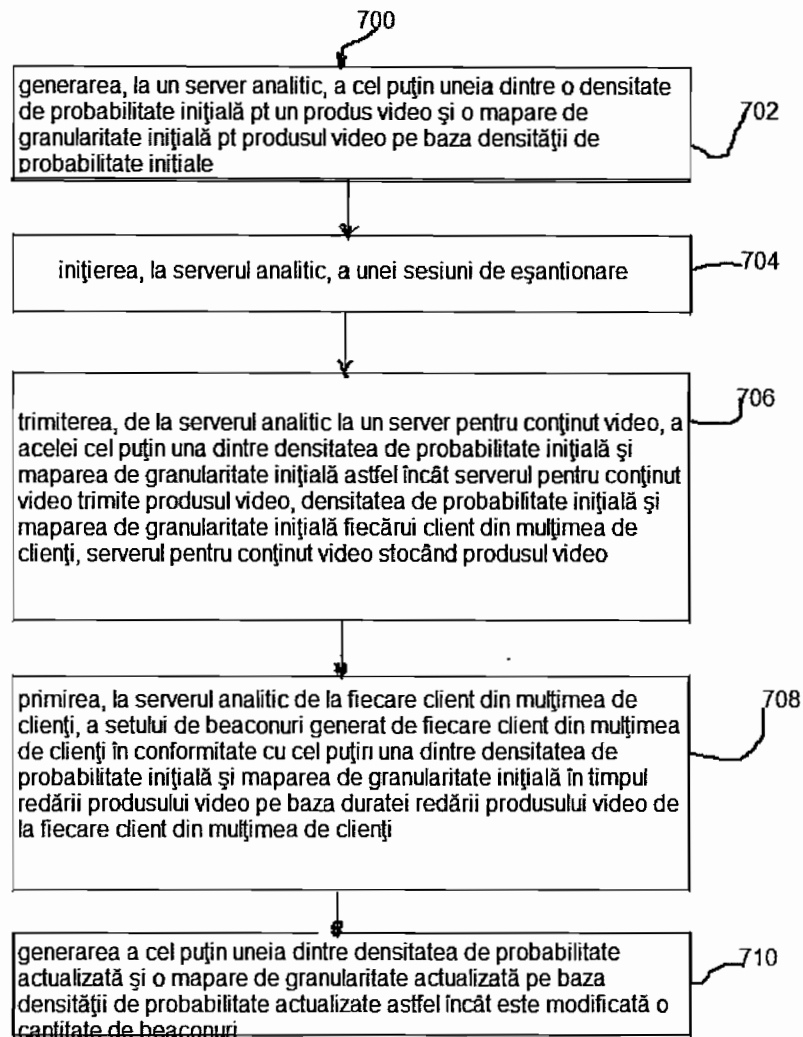 700
generarea, la un server analitic, a cel puţin uneia dintre o densitate
de probabilitate iniţială pt un produs video şi o mapare de
granularitate iniţială pt produsul video pe baza densităţii de
probabilitate initiale
702
iniţierea, la serverul analitic, a unei sesiuni de eşantionare
704
trimiterea, de la serverul analitic la un server pentru conţinut video, a
acelei cel puţin una dintre densitatea de probabilitate iniţială şi
maparea de granularitate iniţială astfel încât serverul pentru conţinut
video trimite produsul video, densitatea de probabilitate iniţială şi
maparea de granularitate iniţială fiecărui client din mulţimea de
clienţi, serverul pentru conţinut video stocând produsul video
706
primirea, la serverul analitic de la fiecare client din mulţimea de
clienţi, a setului de beaconuri generat de fiecare client din mulţimea
de clienţi în conformitate cu cel puţin una dintre densitatea de
probabilitate iniţială şi maparea de granularitate iniţială în timpul
redării produsului video pe baza duratei redării produsului video de
la fiecare client din mulţimea de clienţi
708
generarea a cel puţin uneia dintre densitatea de probabilitate
actualizată şi o mapare de granularitate actualizată pe baza
densităţii de probabilitate actualizate astfel încât este modificată o
cantitate de beaconuri
710